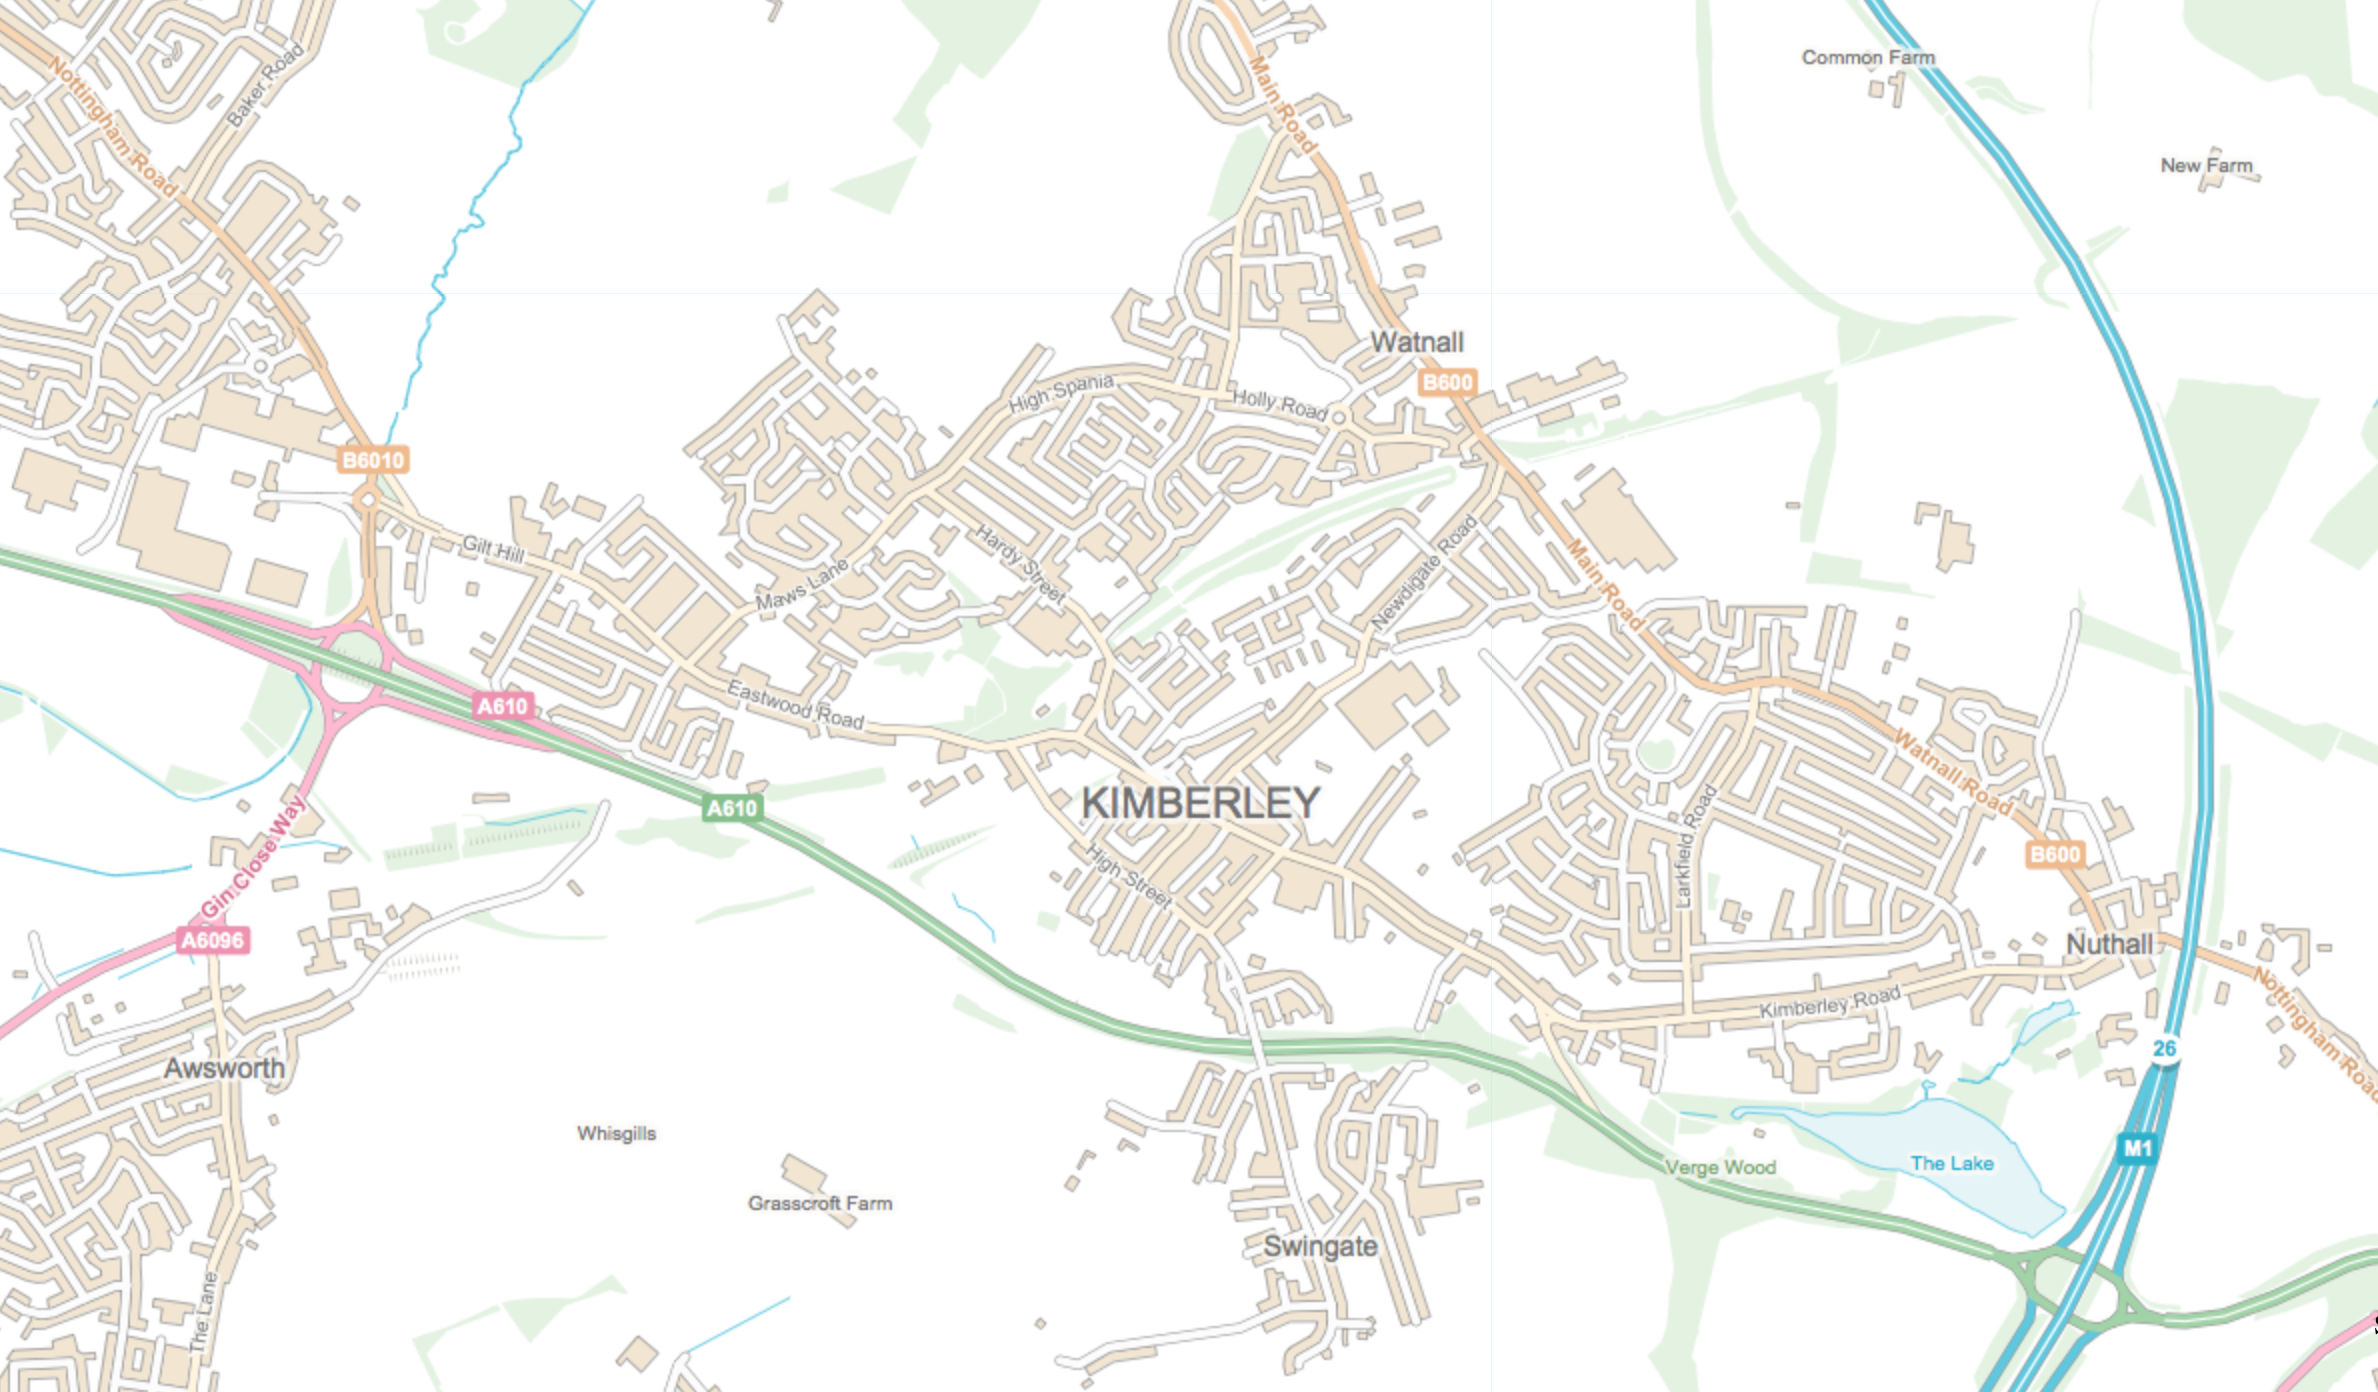 Common Farm
Nottingham Road
Baker Road
Main Road
New Farm
Watnall
B600
High Spania
Holly Road
B6010
Gilt Hill
Hardy Street
Maws Lane
Newdigate Road
Main Road
A610
Eastwood Road
Watnall Road
A610
KIMBERLEY
Gin Close Way
High Street
Larkfield Road
B600
A6096
Nuthall
Nottingham Road
Kimberley Road
26
Awsworth
Whisgills
M1
Verge Wood
The Lake
Grasscroft Farm
Swingate
The Lane